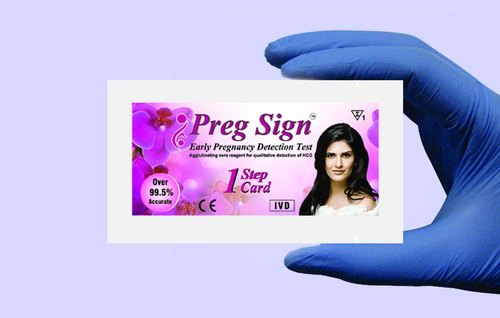 Preg Sign™
Early Pregnancy Detection Test
Agglutinating sera reagent for qualitative detection of HCG
1 Step
Card
Over
99.5%
Accurate
CE
IVD